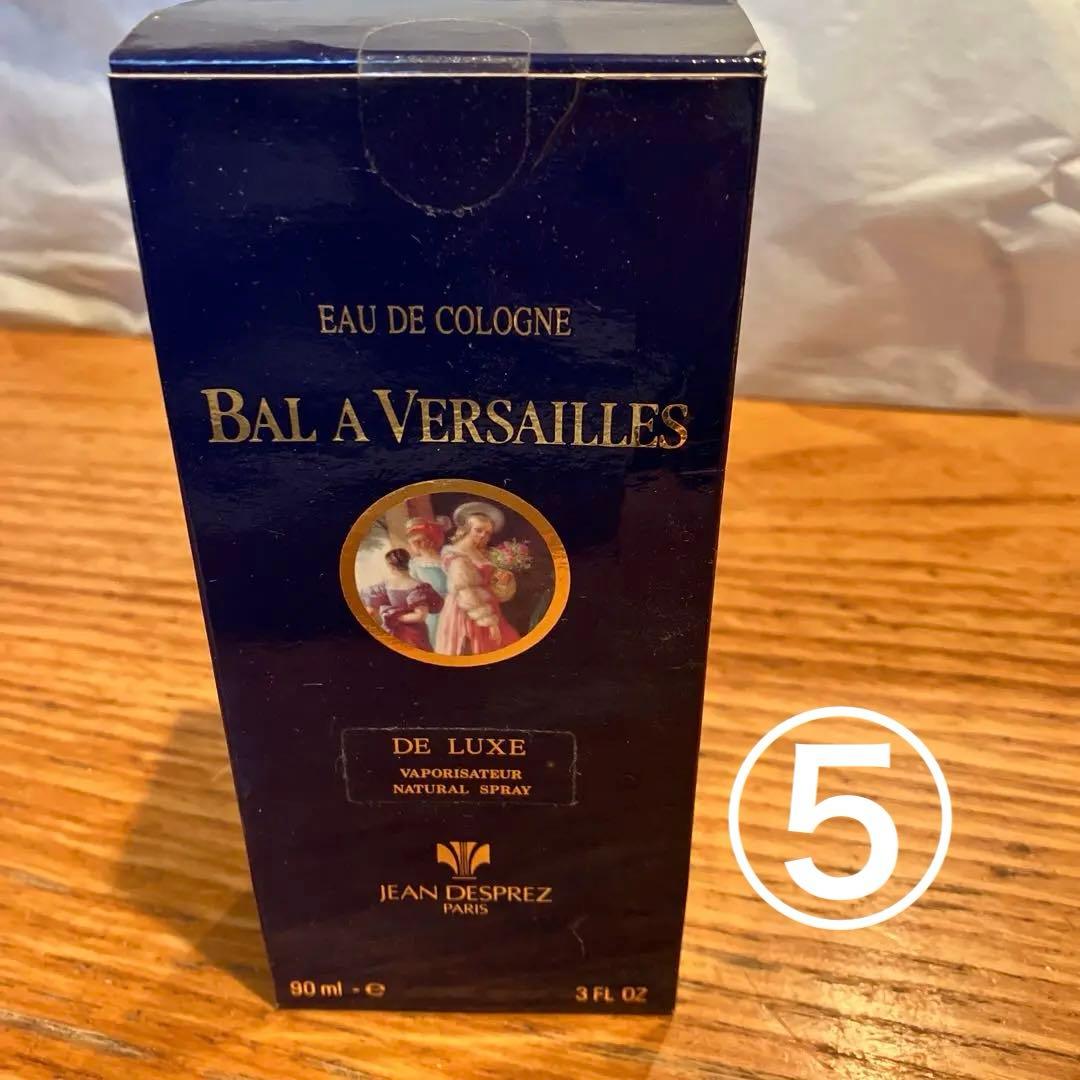 EAU DE COLOGNE
BAL A VERSAILLES
DE LUXE
VAPORISATEUR
NATURAL SPRAY
JEAN DESPREZ
PARIS
90 ml - e 3 FL OZ
⑤